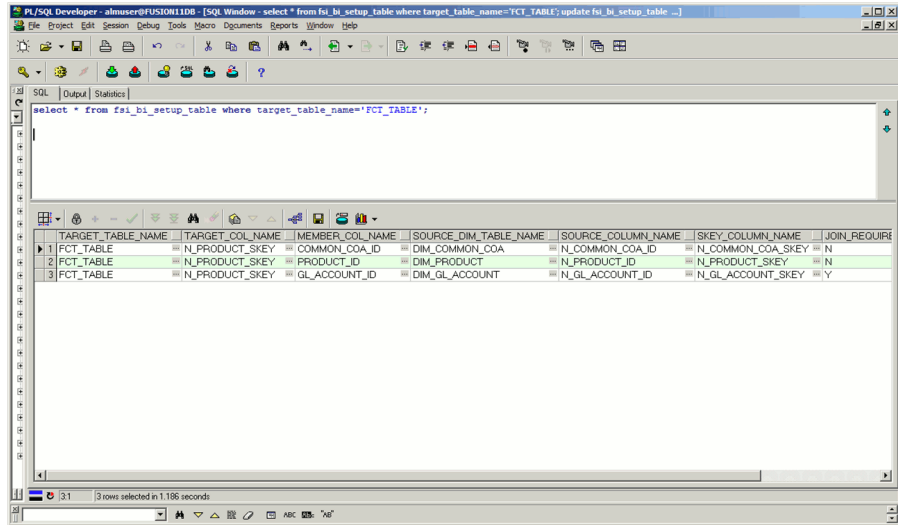 PL/SQL Developer - almuser@FUSION11DB - [SQL Window - select * from fsi_bi_setup_table where target_table_name='FCT_TABLE'; update fsi_bi_setup_table ...]
File Project Edit Session Debug Tools Macro Documents Reports Window Help
SQL Output Statistics
select * from fsi_bi_setup_table where target_table_name='FCT_TABLE';
TARGET_TABLE_NAME TARGET_COL_NAME MEMBER_COL_NAME SOURCE_DIM_TABLE_NAME SOURCE_COLUMN_NAME SKEY_COLUMN_NAME JOIN_REQUIRE
1 FCT_TABLE N_PRODUCT_SKEY COMMON_COA_ID DIM_COMMON_COA N_COMMON_COA_ID N_COMMON_COA_SKEY N
2 FCT_TABLE N_PRODUCT_SKEY PRODUCT_ID DIM_PRODUCT N_PRODUCT_ID N_PRODUCT_SKEY N
3 FCT_TABLE N_PRODUCT_SKEY GL_ACCOUNT_ID DIM_GL_ACCOUNT N_GL_ACCOUNT_ID N_GL_ACCOUNT_SKEY Y
3:1 3 rows selected in 1.186 seconds
ABC "AB"